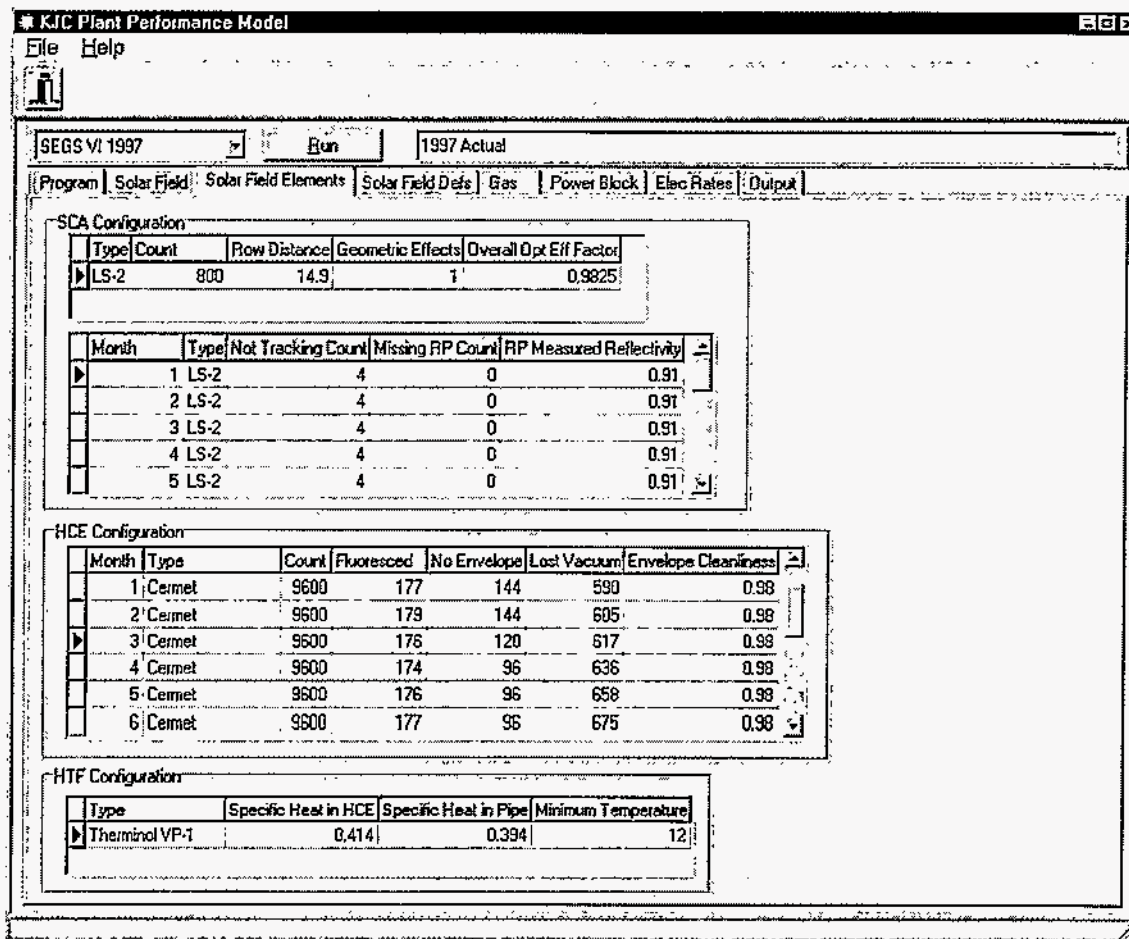 KJC Plant Performance Model
File Help
SEGS VI 1997 Run 1997 Actual
Program Solar Field Solar Field Elements Solar Field Defs Gas Power Block Elec Rates Output
SCA Configuration
Type Count Row Distance Geometric Effects Overall Opt Eff Factor
LS-2 800 14.9 1 0.9825
Month Type Not Tracking Count Missing RP Count RP Measured Reflectivity
1 LS-2 4 0 0.91
2 LS-2 4 0 0.91
3 LS-2 4 0 0.91
4 LS-2 4 0 0.91
5 LS-2 4 0 0.91
HCE Configuration
Month Type Count Fluoresced No Envelope Lost Vacuum Envelope Cleanliness
1 Cermet 9600 177 144 590 0.98
2 Cermet 9600 179 144 605 0.98
3 Cermet 9600 176 120 617 0.98
4 Cermet 9600 174 96 636 0.98
5 Cermet 9600 176 96 658 0.98
6 Cermet 9600 177 96 675 0.98
HTF Configuration
Type Specific Heat in HCE Specific Heat in Pipe Minimum Temperature
Therminol VP-1 0.414 0.394 12